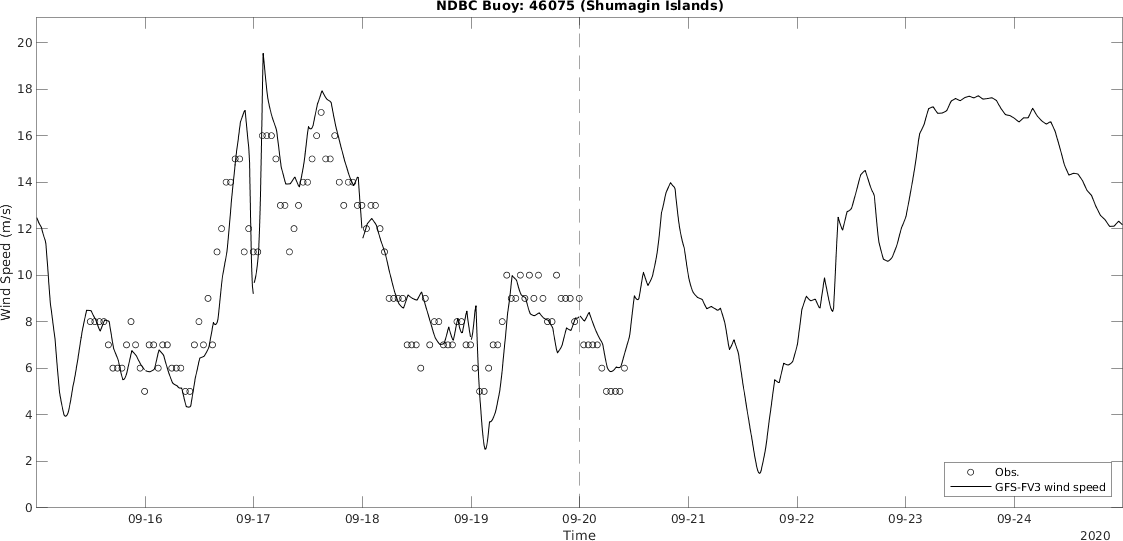 NDBC Buoy: 46075 (Shumagin Islands)
Wind Speed (m/s)
20
18
16
14
12
10
8
6
4
2
0
Obs.
GFS-FV3 wind speed
09-16 09-17 09-18 09-19 09-20 09-21 09-22 09-23 09-24
Time
2020